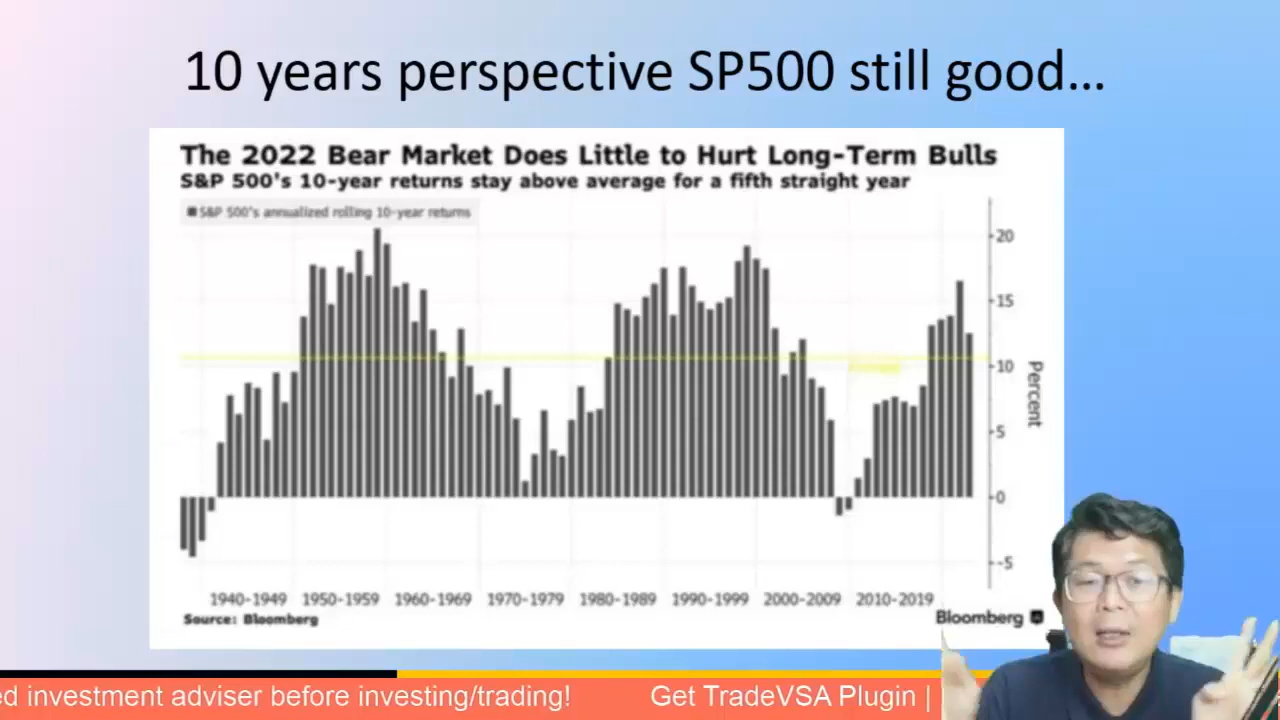 10 years perspective SP500 still good...
The 2022 Bear Market Does Little to Hurt Long-Term Bulls
S&P 500's 10-year returns stay above average for a fifth straight year
S&P 500's annualized rolling 10-year returns
20
15
10
5
0
-5
Percent
1940-1949 1950-1959 1960-1969 1970-1979 1980-1989 1990-1999 2000-2009 2010-2019
Source: Bloomberg
Bloomberg
ed investment adviser before investing/trading! Get TradeVSA Plugin |